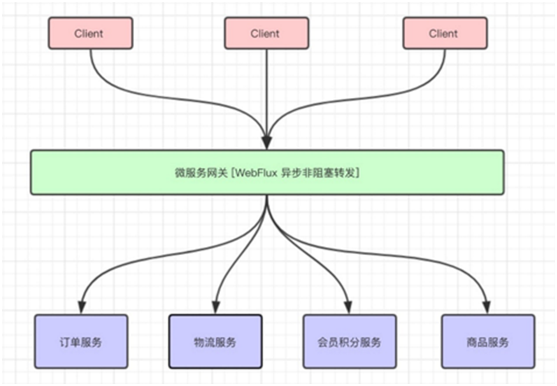 Client
Client
Client
微服务网关 [WebFlux 异步非阻塞转发]
订单服务
物流服务
会员积分服务
商品服务